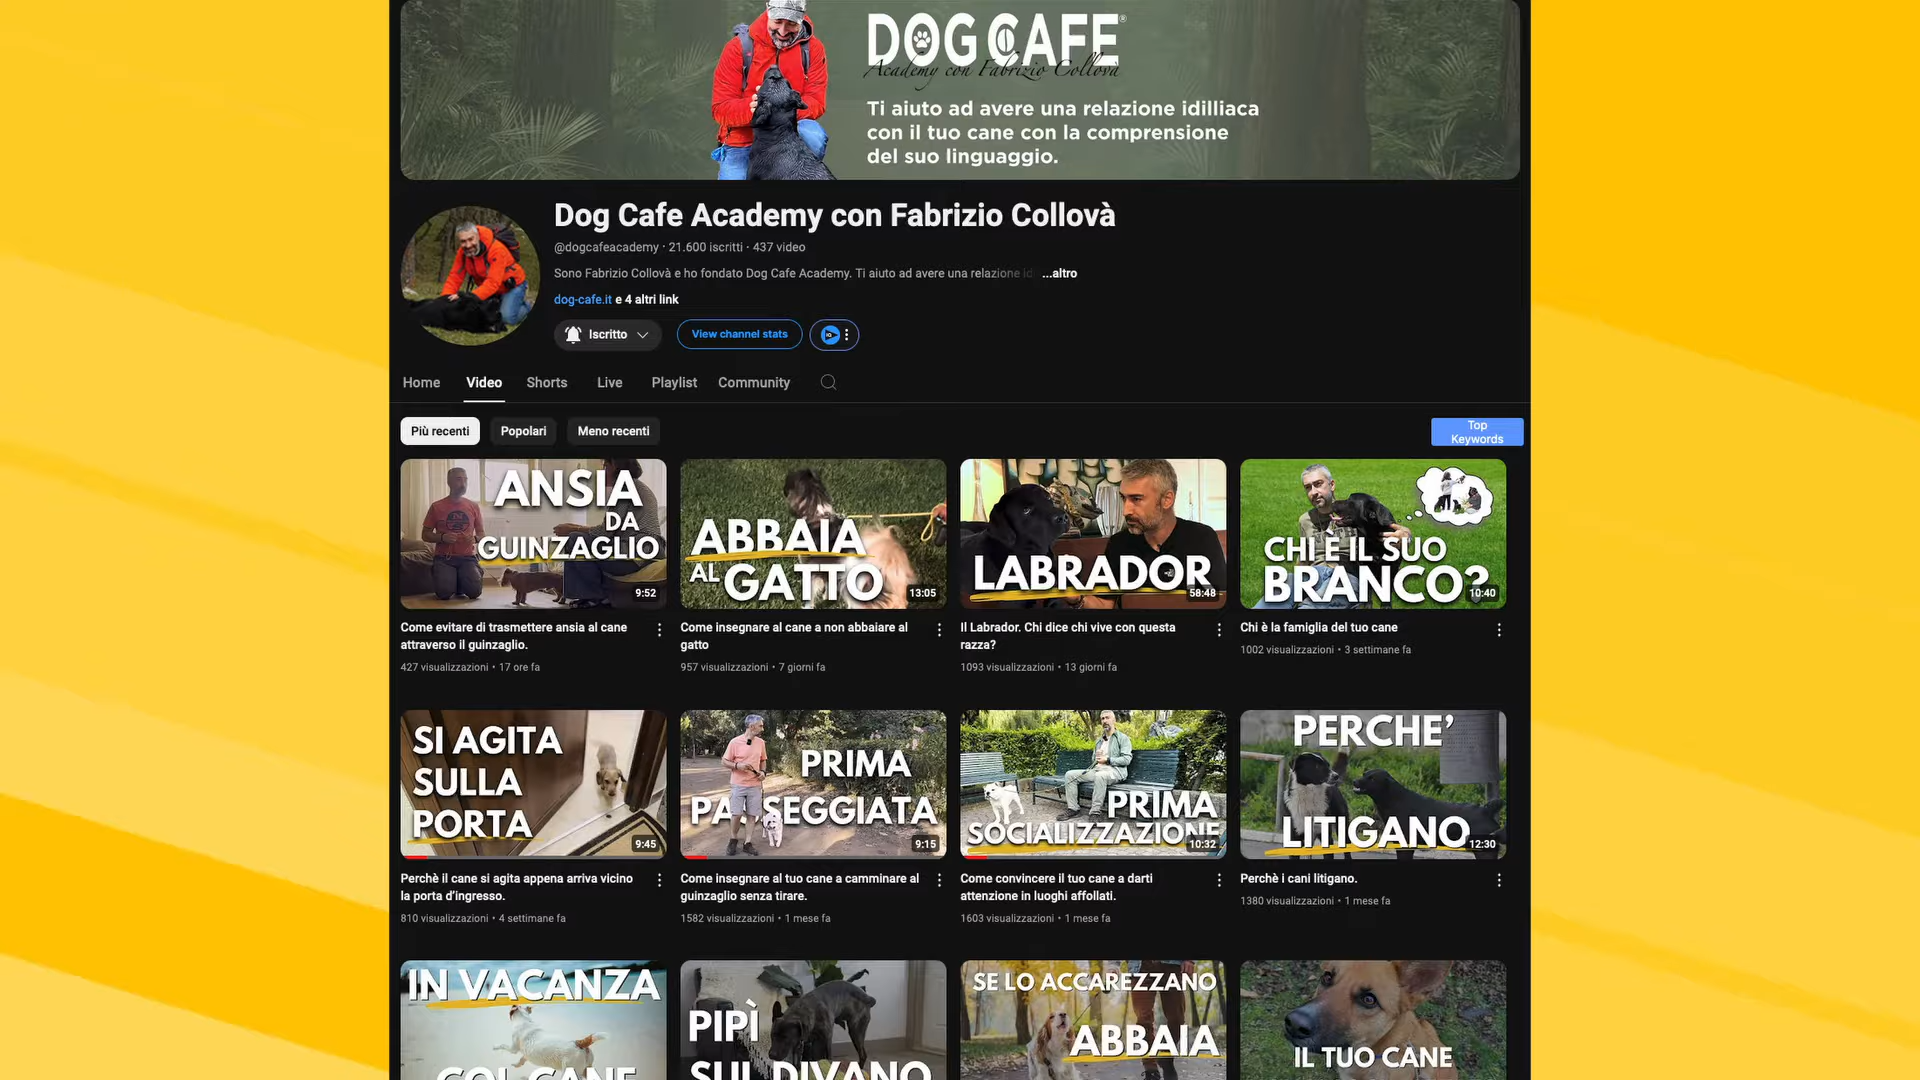 DOG CAFE®
Academy con Fabrizio Collovà
Ti aiuto ad avere una relazione idilliaca
con il tuo cane con la comprensione
del suo linguaggio.
Dog Cafe Academy con Fabrizio Collovà
@dogcafeacademy · 21.600 iscritti · 437 video
Sono Fabrizio Collovà e ho fondato Dog Cafe Academy. Ti aiuto ad avere una relazione ...altro
dog-cafe.it e 4 altri link
Iscritto
View channel stats
Home Video Shorts Live Playlist Community
Più recenti Popolari Meno recenti
Top
Keywords
ANSIA
DA
GUINZAGLIO
9:52
ABBAIA
AL GATTO
13:05
LABRADOR
58:48
CHI È IL SUO
BRANCO?
10:40
Come evitare di trasmettere ansia al cane
attraverso il guinzaglio.
427 visualizzazioni • 17 ore fa
Come insegnare al cane a non abbaiare al
gatto
957 visualizzazioni • 7 giorni fa
Il Labrador. Chi dice chi vive con questa
razza?
1093 visualizzazioni • 13 giorni fa
Chi è la famiglia del tuo cane
1002 visualizzazioni • 3 settimane fa
SI AGITA
SULLA
PORTA
9:45
PRIMA
PASSEGGIATA
9:15
PRIMA
SOCIALIZZAZIONE
10:32
PERCHE'
LITIGANO
12:30
Perchè il cane si agita appena arriva vicino
la porta d'ingresso.
810 visualizzazioni • 4 settimane fa
Come insegnare al tuo cane a camminare al
guinzaglio senza tirare.
1582 visualizzazioni • 1 mese fa
Come convincere il tuo cane a darti
attenzione in luoghi affollati.
1603 visualizzazioni • 1 mese fa
Perchè i cani litigano.
1380 visualizzazioni • 1 mese fa
IN VACANZA
COL CANE
PIPÌ
SUL DIVANO
SE LO ACCAREZZANO
ABBAIA
IL TUO CANE